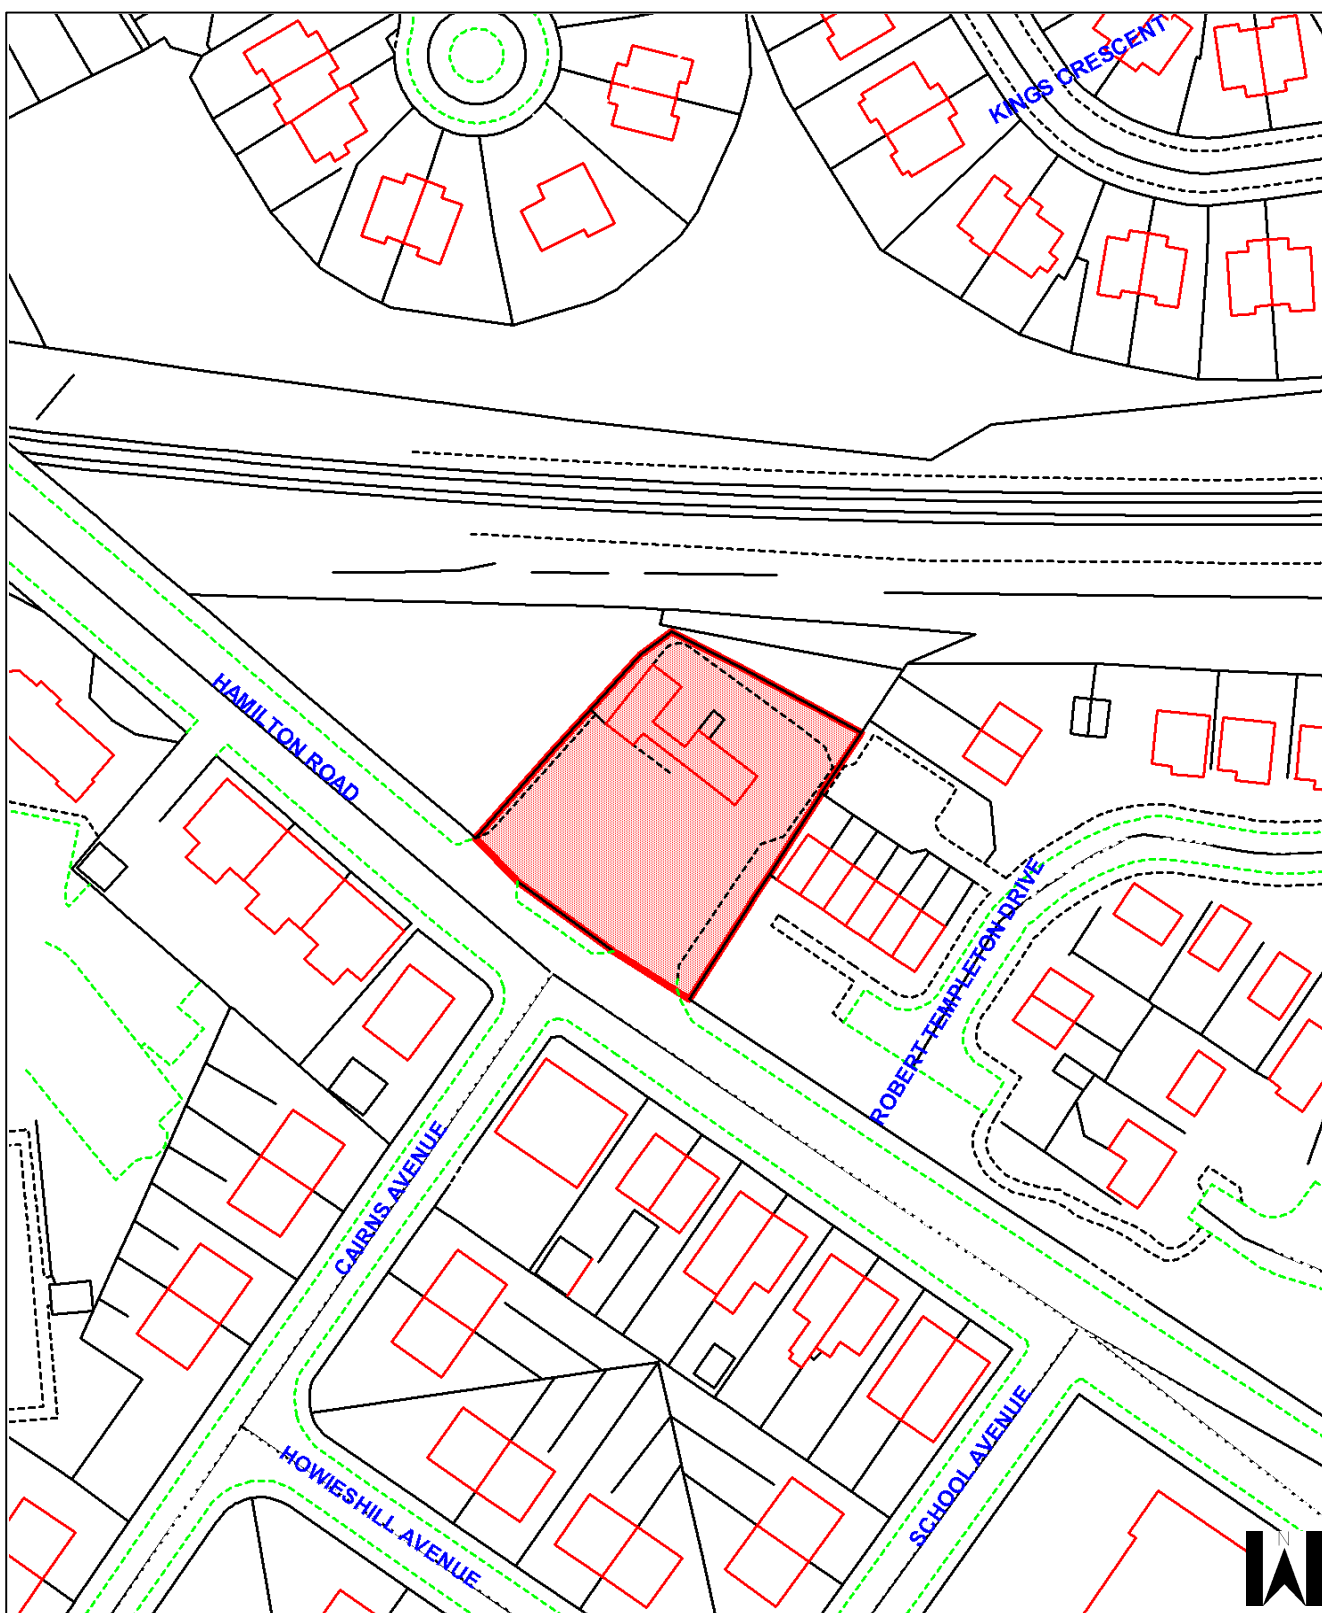 KINGS CRESCENT
HAMILTON ROAD
ROBERT TEMPLETON DRIVE
CAIRNS AVENUE
SCHOOL AVENUE
HOWIESHILL AVENUE
N